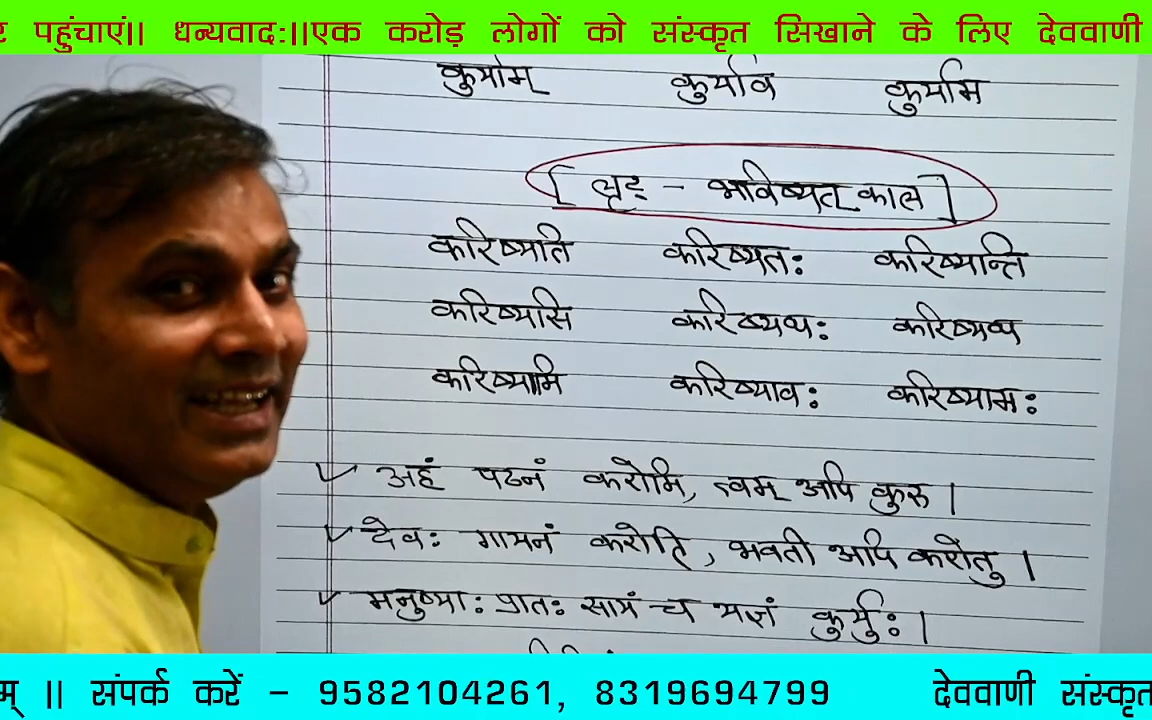 र पहुंचाएं॥ धन्यवादः॥एक करोड़ लोगों को संस्कृत सिखाने के लिए देववाणी
कुर्याम् कुर्याव कुर्याम
[ लृट् - भविष्यत् काल ]
करिष्यति करिष्यतः करिष्यन्ति
करिष्यसि करिष्यथः करिष्यथ
करिष्यामि करिष्यावः करिष्यामः
अहं पठनं करोमि, त्वम् अपि कुरु ।
देवः गायनं करोति, भवती अपि करोतु ।
मनुष्याः प्रातः सायं च यज्ञं कुर्युः ।
म् ॥ संपर्क करें - 9582104261, 8319694799 देववाणी संस्कृत